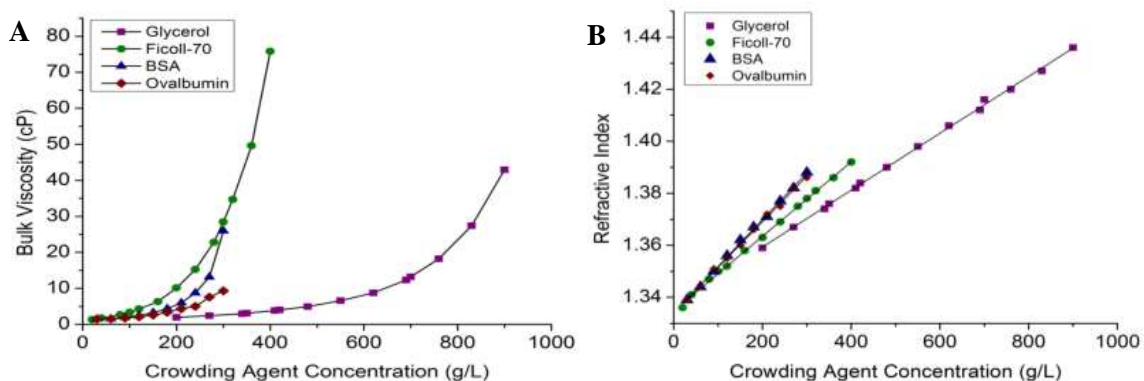 A
Glycerol
Ficoll-70
BSA
Ovalbumin
80
70
60
50
40
30
20
10
0
Bulk Viscosity (cP)
0 200 400 600 800 1000
Crowding Agent Concentration (g/L)
B
Glycerol
Ficoll-70
BSA
Ovalbumin
1.44
1.42
1.40
1.38
1.36
1.34
Refractive Index
0 200 400 600 800 1000
Crowding Agent Concentration (g/L)